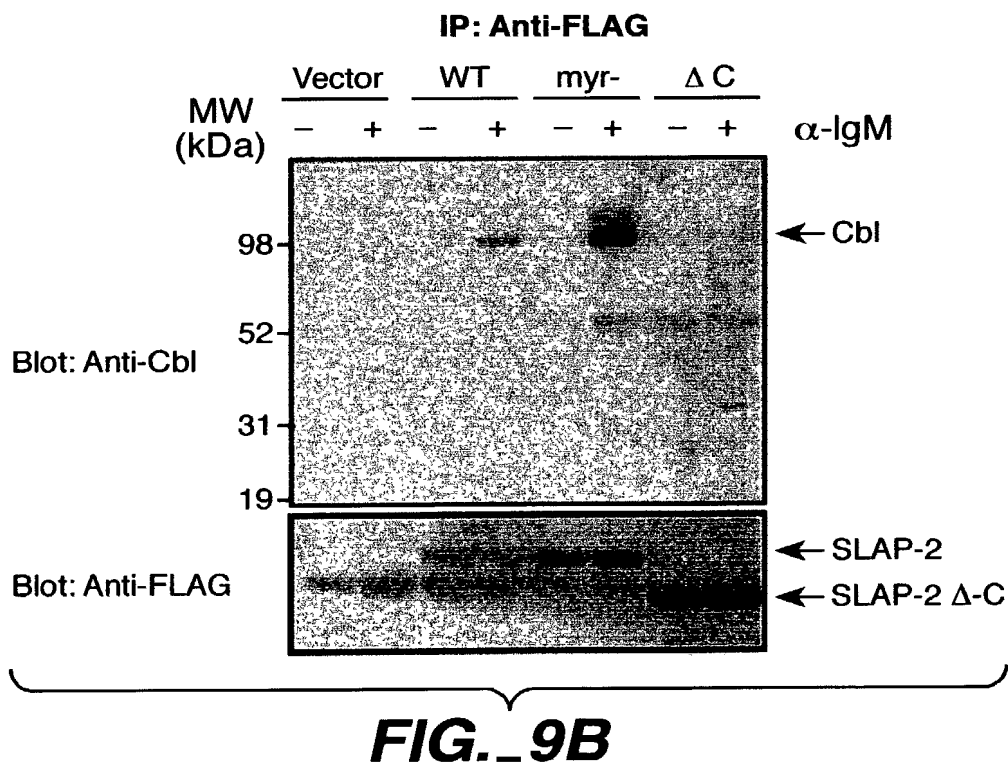 IP: Anti-FLAG
Vector WT myr- Δ C
MW
(kDa)
− + − + − + − + α-IgM
Cbl
98
52
Blot: Anti-Cbl
31
19
SLAP-2
Blot: Anti-FLAG
SLAP-2 Δ-C
FIG._9B